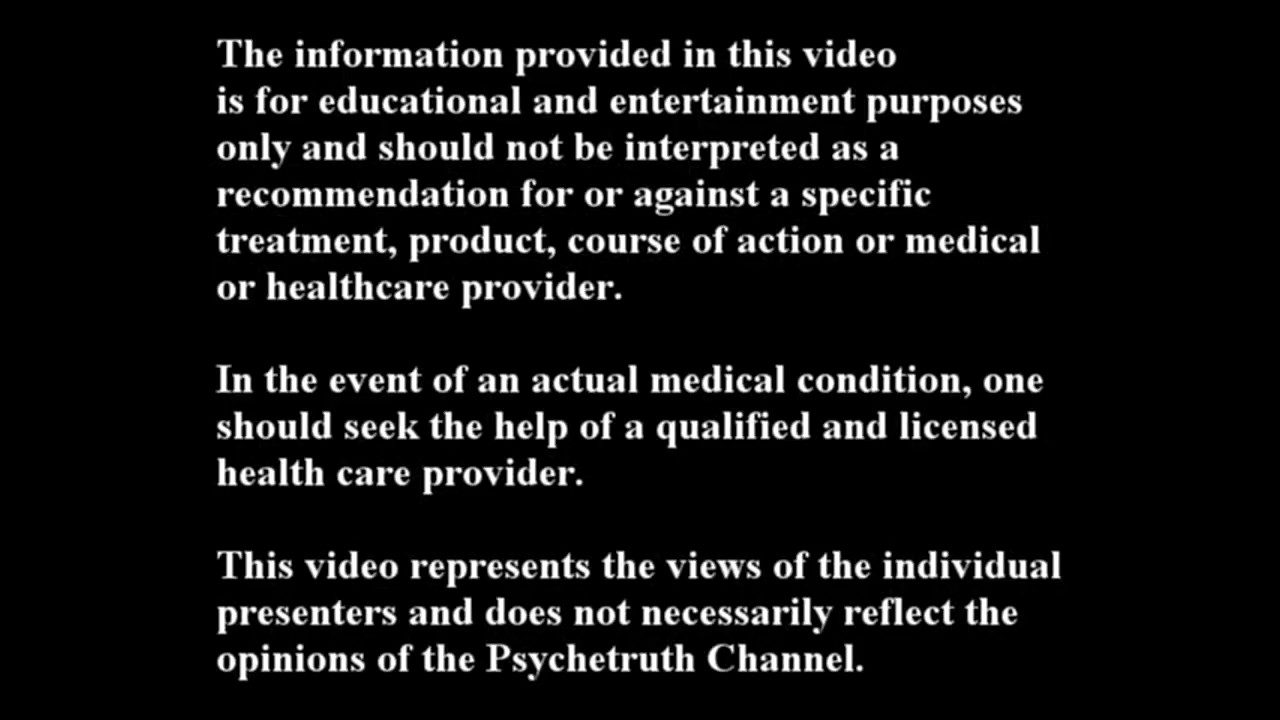 The information provided in this video
is for educational and entertainment purposes
only and should not be interpreted as a
recommendation for or against a specific
treatment, product, course of action or medical
or healthcare provider.
In the event of an actual medical condition, one
should seek the help of a qualified and licensed
health care provider.
This video represents the views of the individual
presenters and does not necessarily reflect the
opinions of the Psychetruth Channel.